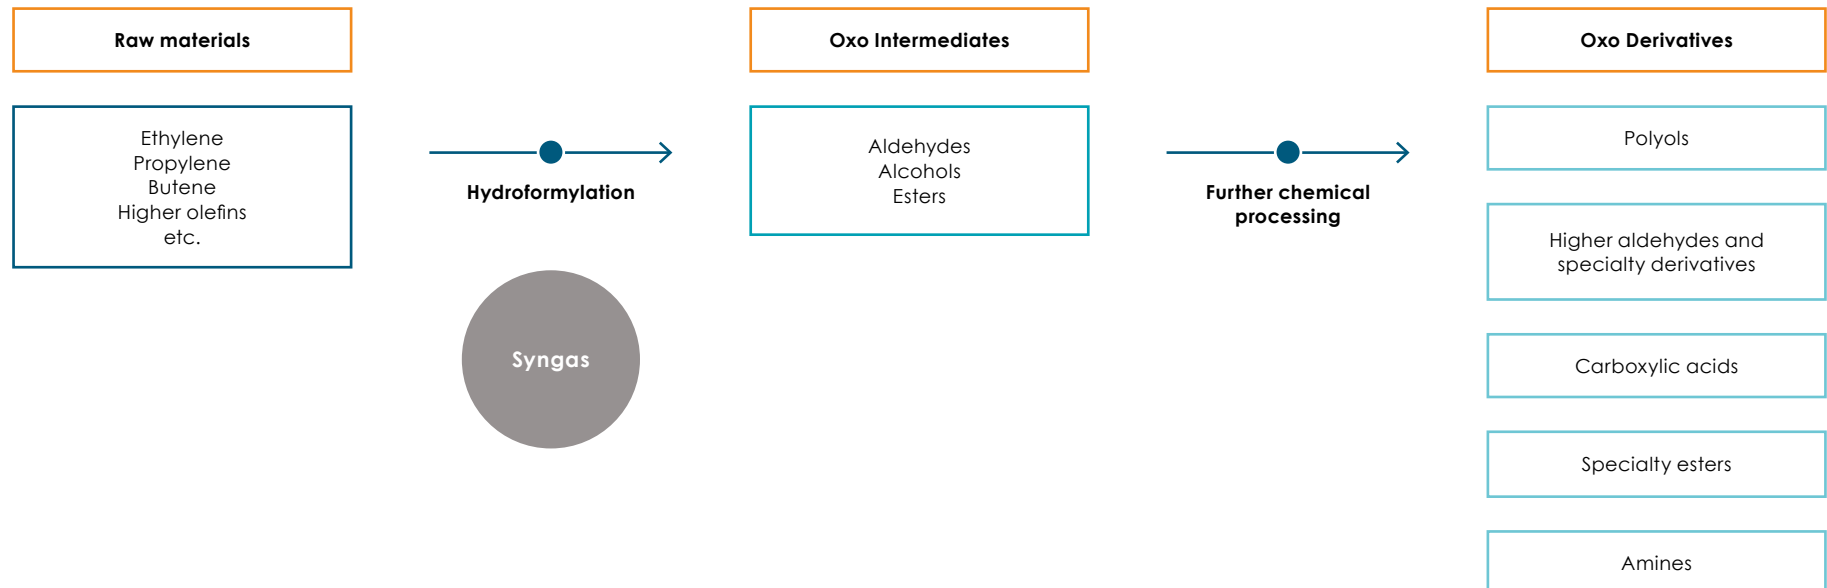 Raw materials
Ethylene
Propylene
Butene
Higher olefins
etc.
Hydroformylation
Syngas
Oxo Intermediates
Aldehydes
Alcohols
Esters
Further chemical
processing
Oxo Derivatives
Polyols
Higher aldehydes and
specialty derivatives
Carboxylic acids
Specialty esters
Amines